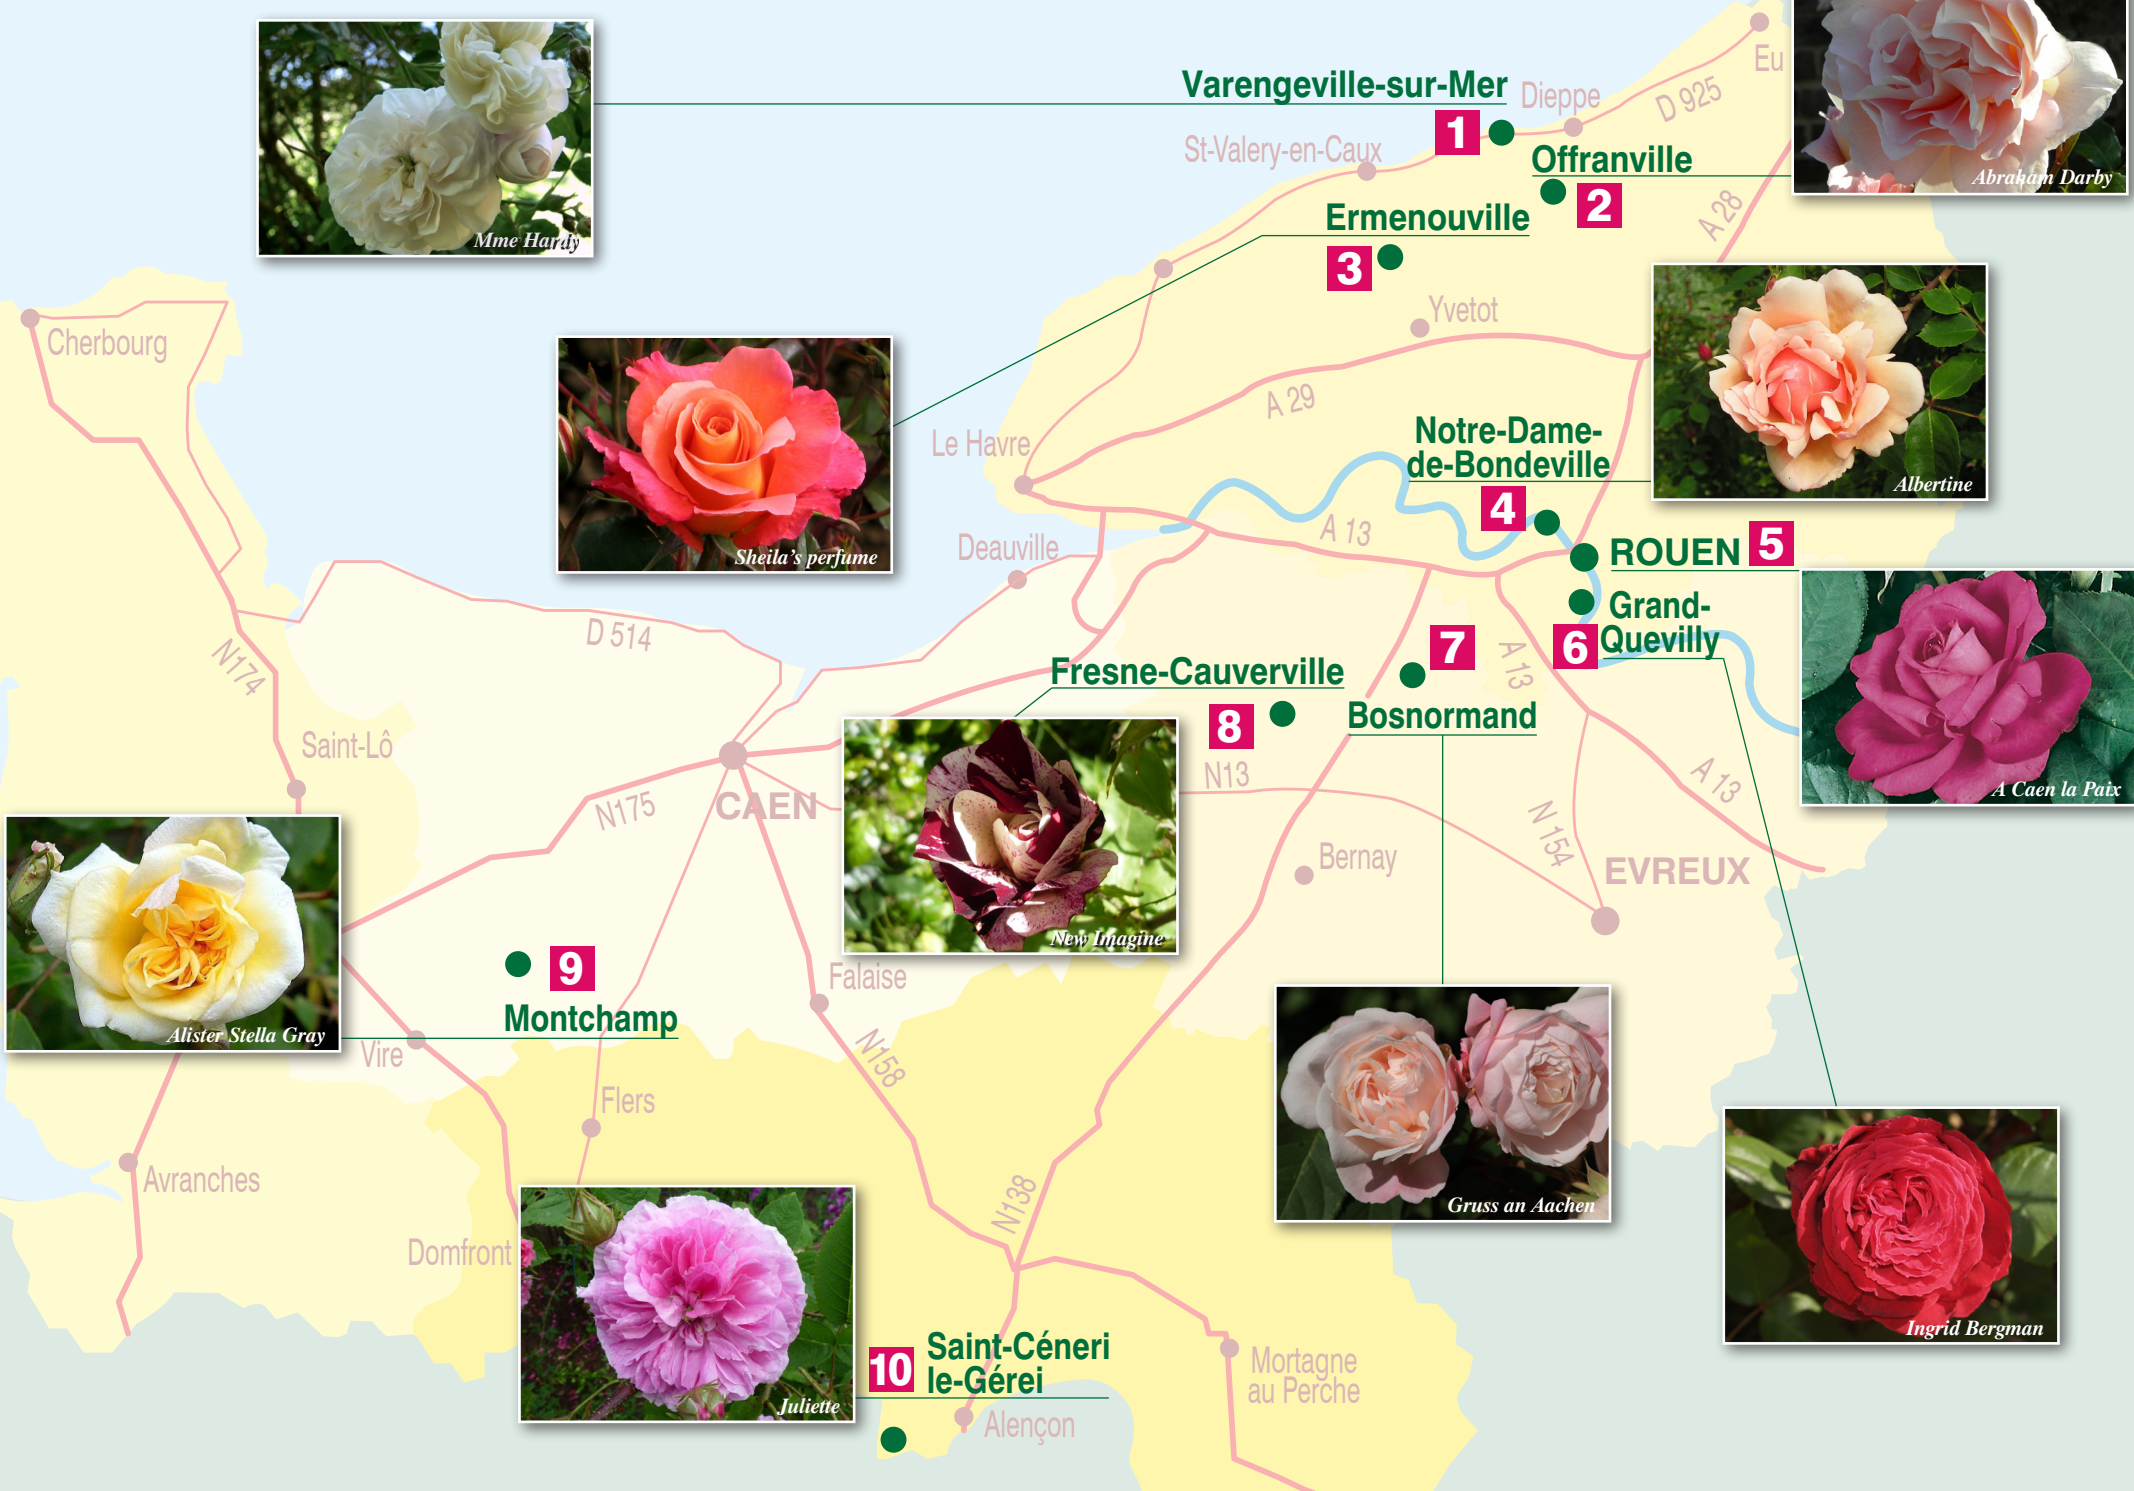 Eu
Varengeville-sur-Mer
Dieppe
D 925
1
St-Valery-en-Caux
Offranville
2
Abraham Darby
Mme Hardy
Ermenouville
3
A 28
Yvetot
Cherbourg
A 29
Le Havre
Notre-Dame-
de-Bondeville
4
Albertine
A 13
Sheila's perfume
Deauville
ROUEN 5
Grand-
Quevilly
6
D 514
N174
Fresne-Cauverville
8
7
Bosnormand
A 13
Saint-Lô
N13
A 13
A Caen la Paix
CAEN
N175
N 154
Bernay
EVREUX
New Imagine
9
Montchamp
Falaise
Alister Stella Gray
Vire
N158
Flers
Avranches
N138
Gruss an Aachen
Domfront
Ingrid Bergman
10
Saint-Céneri
le-Gérei
Juliette
Mortagne
au Perche
Alençon